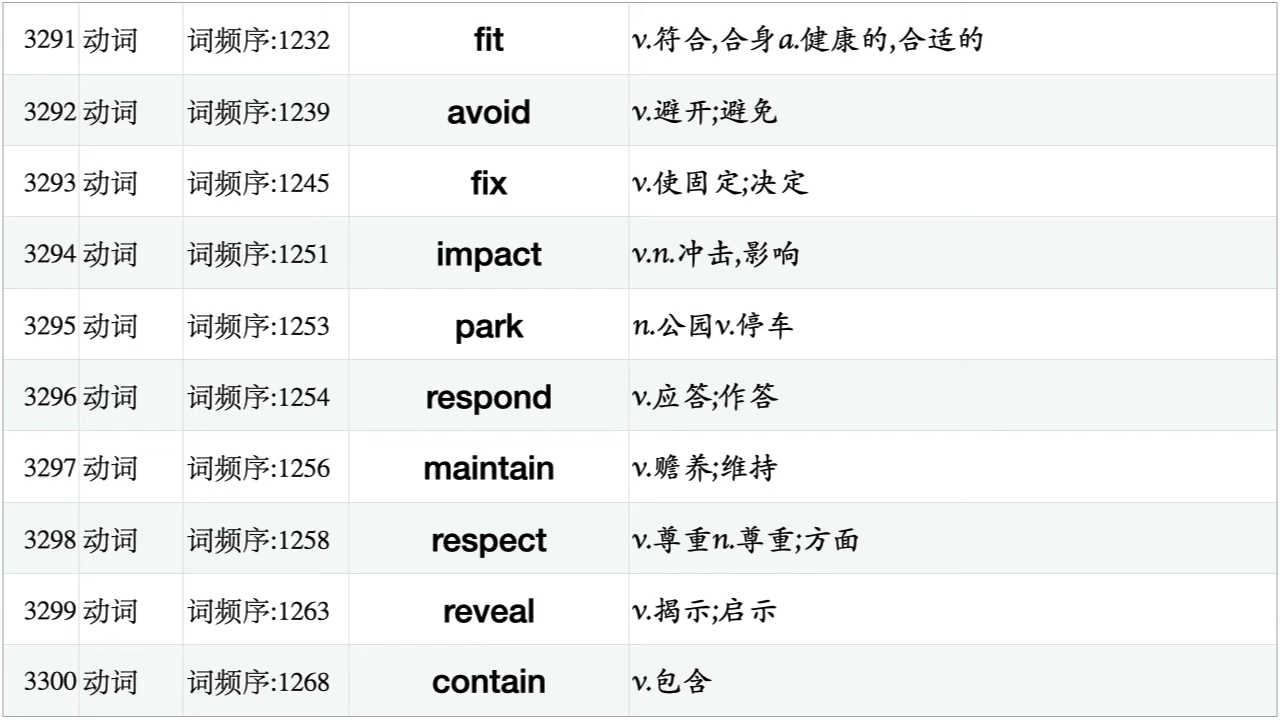 3291 动词 词频序:1232 fit v.符合,合身a.健康的,合适的
3292 动词 词频序:1239 avoid v.避开;避免
3293 动词 词频序:1245 fix v.使固定;决定
3294 动词 词频序:1251 impact v.n.冲击,影响
3295 动词 词频序:1253 park n.公园v.停车
3296 动词 词频序:1254 respond v.应答;作答
3297 动词 词频序:1256 maintain v.赡养;维持
3298 动词 词频序:1258 respect v.尊重n.尊重;方面
3299 动词 词频序:1263 reveal v.揭示;启示
3300 动词 词频序:1268 contain v.包含